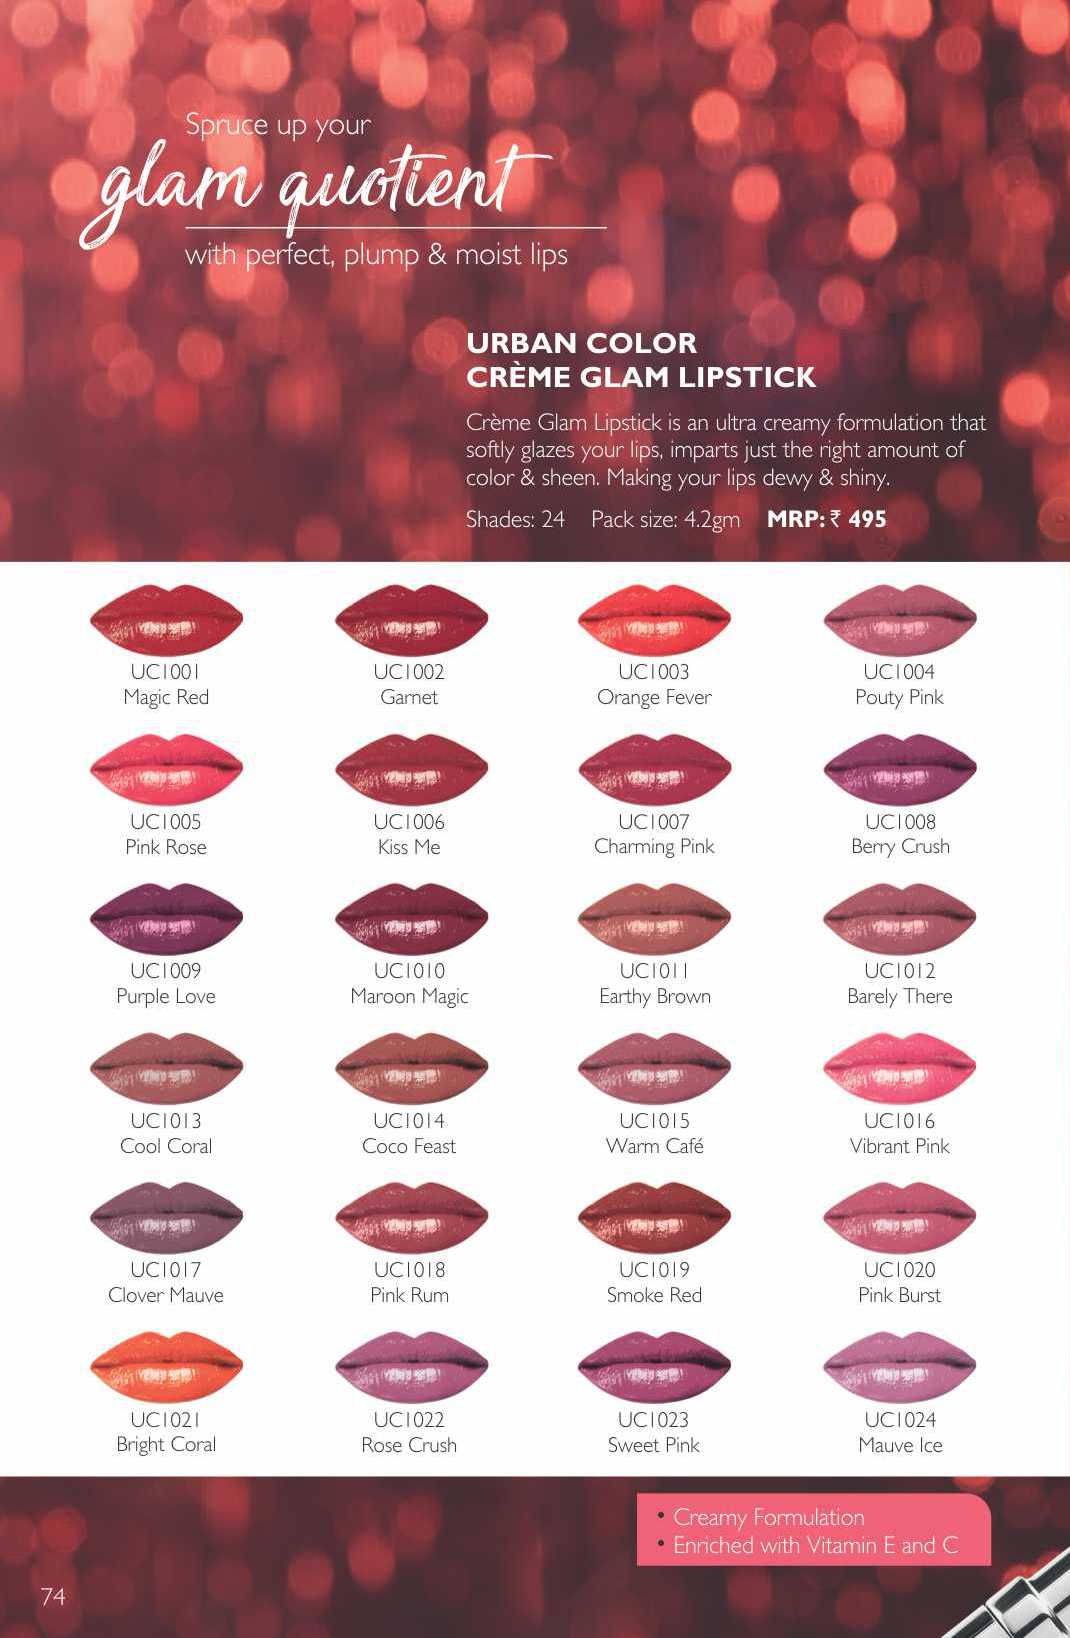 Spruce up your
glam quotient
with perfect, plump & moist lips
URBAN COLOR
CRÈME GLAM LIPSTICK
Crème Glam Lipstick is an ultra creamy formulation that
softly glazes your lips, imparts just the right amount of
color & sheen. Making your lips dewy & shiny.
Shades: 24 Pack size: 4.2gm MRP: ₹ 495
UC1001 UC1002 UC1003 UC1004
Magic Red Garnet Orange Fever Pouty Pink
UC1005 UC1006 UC1007 UC1008
Pink Rose Kiss Me Charming Pink Berry Crush
UC1009 UC1010 UC1011 UC1012
Purple Love Maroon Magic Earthy Brown Barely There
UC1013 UC1014 UC1015 UC1016
Cool Coral Coco Feast Warm Café Vibrant Pink
UC1017 UC1018 UC1019 UC1020
Clover Mauve Pink Rum Smoke Red Pink Burst
UC1021 UC1022 UC1023 UC1024
Bright Coral Rose Crush Sweet Pink Mauve Ice
• Creamy Formulation
• Enriched with Vitamin E and C
74